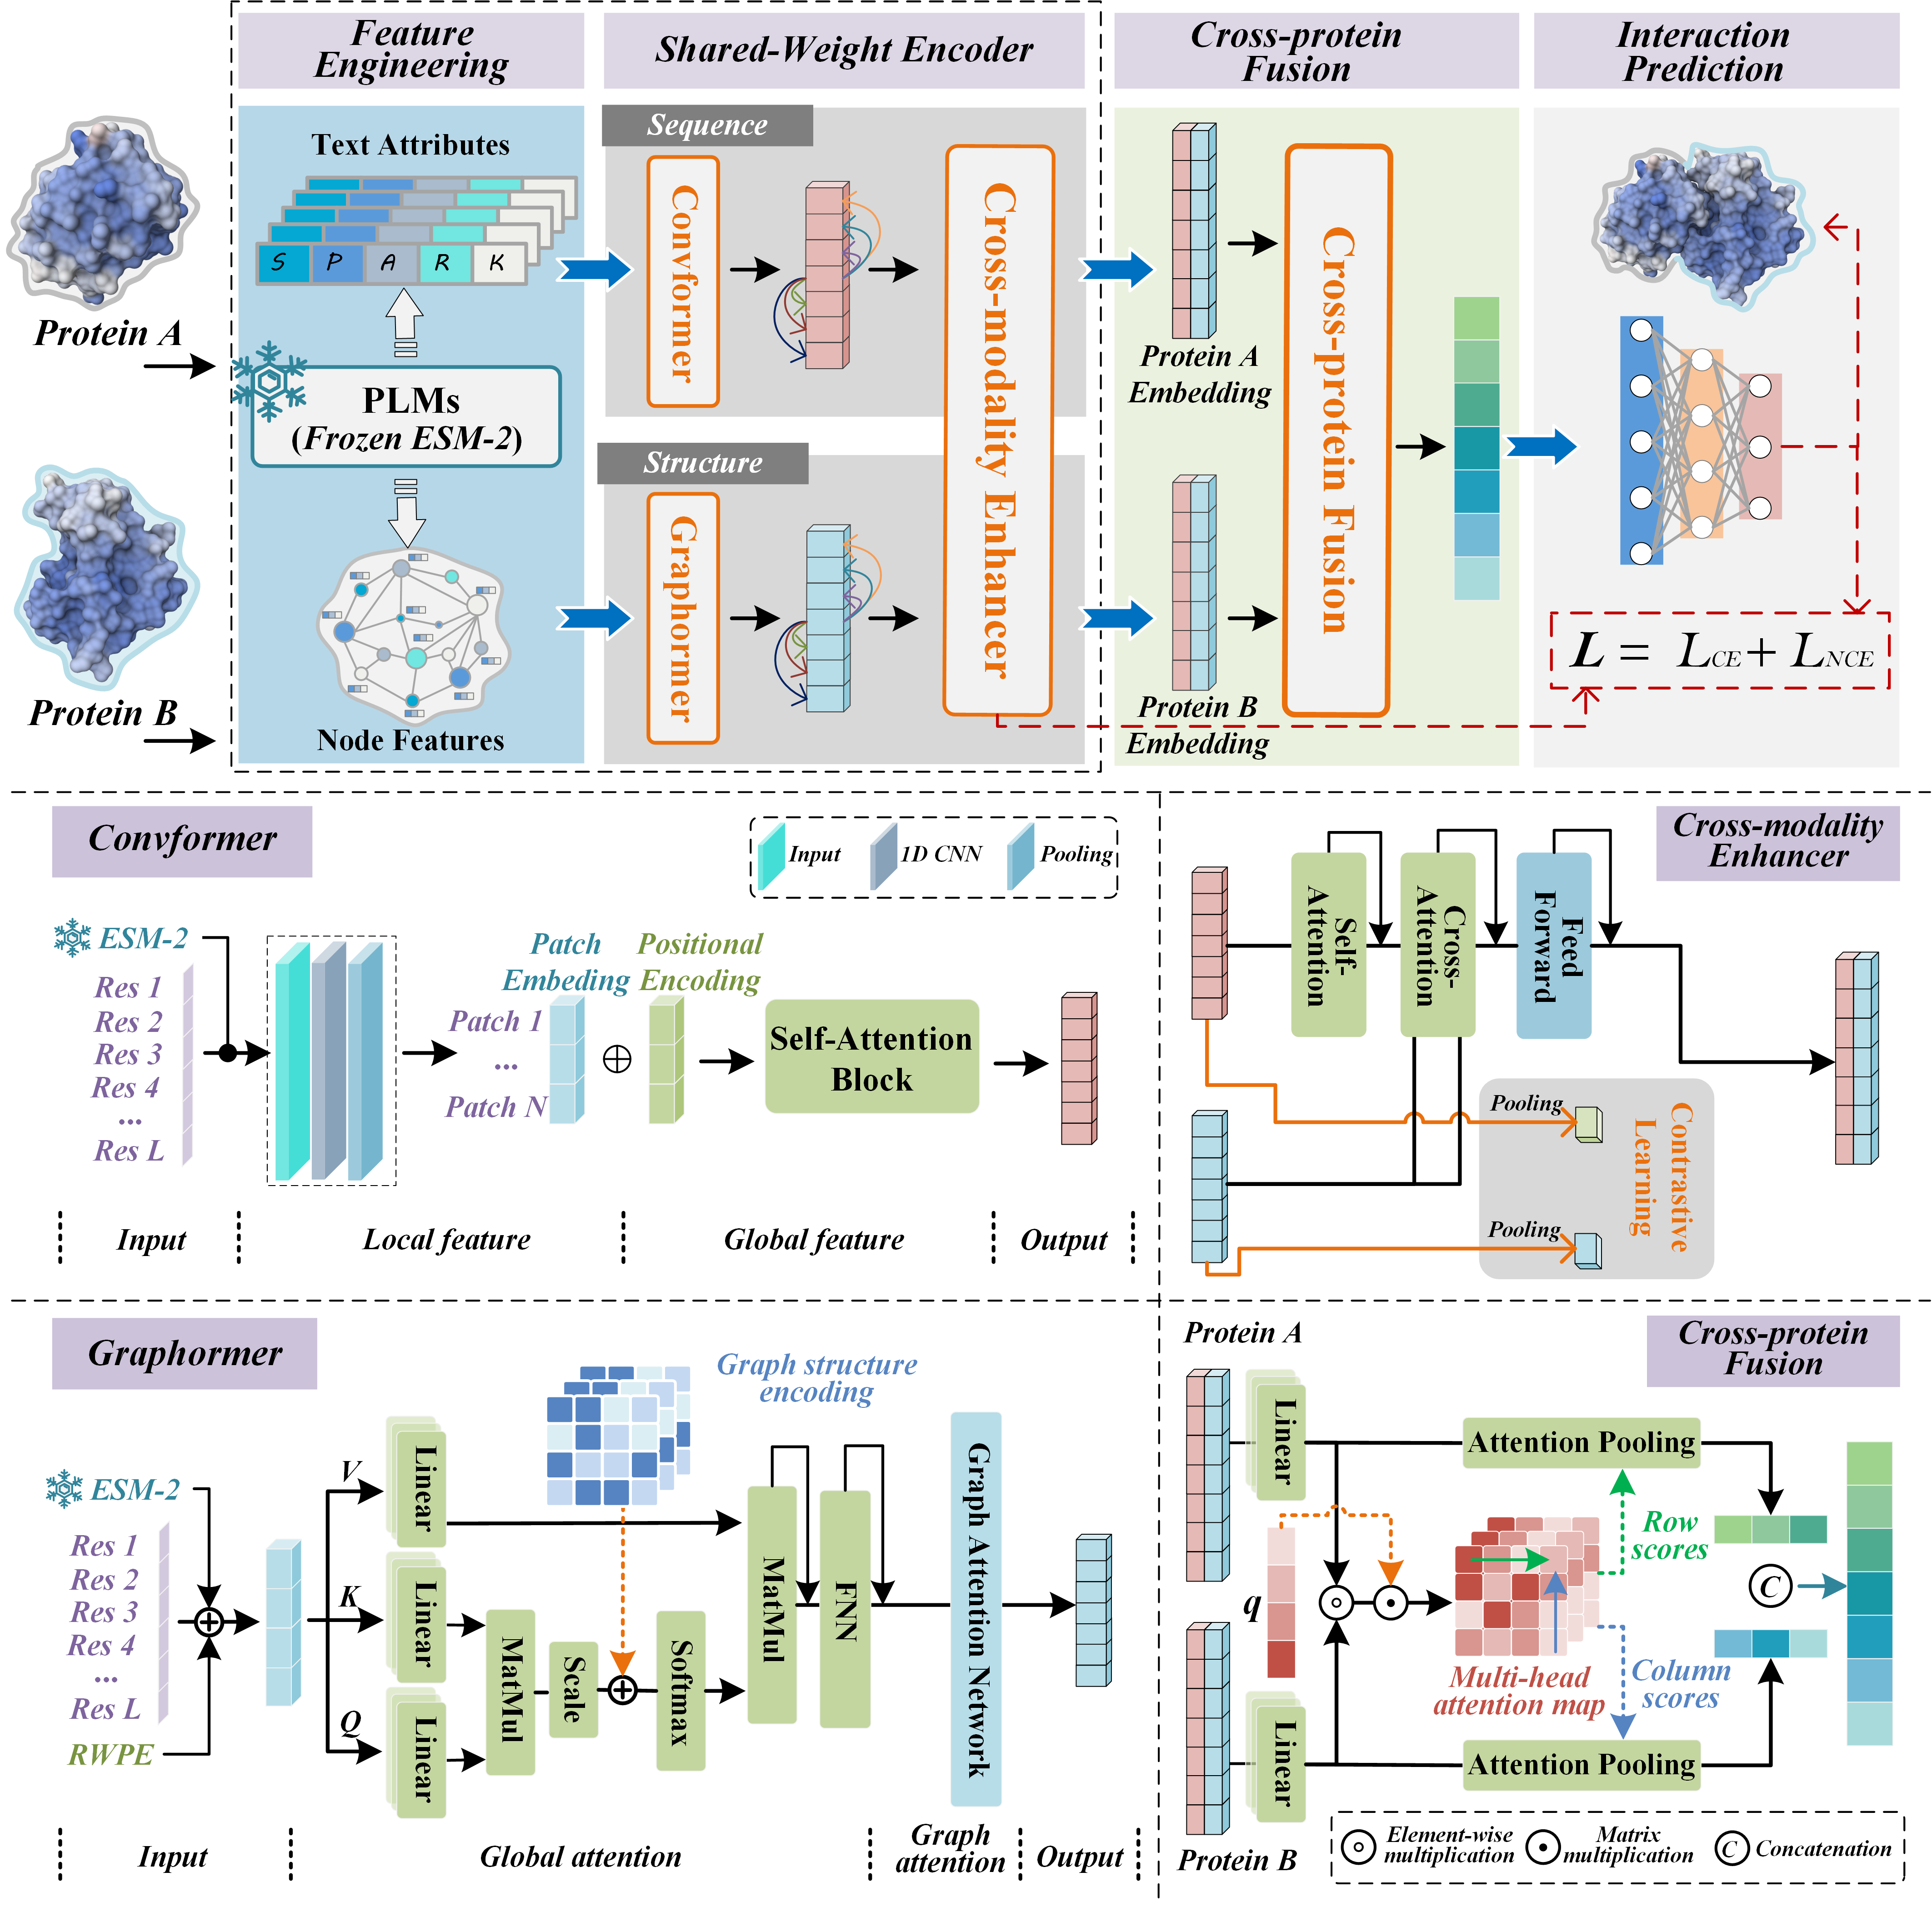 Feature
Engineering
Shared-Weight Encoder
Cross-protein
Fusion
Interaction
Prediction
Protein A
Protein B
Text Attributes
S P A R K
PLMs
(Frozen ESM-2)
Node Features
Sequence
Convformer
Structure
Graphormer
Cross-modality Enhancer
Protein A
Embedding
Protein B
Embedding
Cross-protein Fusion
L = LCE + LNCE
Convformer
Input
1D CNN
Pooling
ESM-2
Res 1
Res 2
Res 3
Res 4
...
Res L
Patch
Embeding
Positional
Encoding
Patch 1
...
Patch N
Self-Attention
Block
Input
Local feature
Global feature
Output
Cross-modality
Enhancer
Self-
Attention
Cross-
Attention
Feed
Forward
Pooling
Pooling
Contrastive
Learning
Graphormer
Graph structure
encoding
ESM-2
Res 1
Res 2
Res 3
Res 4
...
Res L
RWPE
V
K
Q
Linear
Linear
Linear
MatMul
Scale
Softmax
MatMul
FNN
Graph Attention Network
Input
Global attention
Graph
attention
Output
Cross-protein
Fusion
Protein A
Linear
Attention Pooling
Row
scores
q
C
Multi-head
attention map
Column
scores
Linear
Attention Pooling
Protein B
Element-wise
multiplication
Matrix
multiplication
C
Concatenation